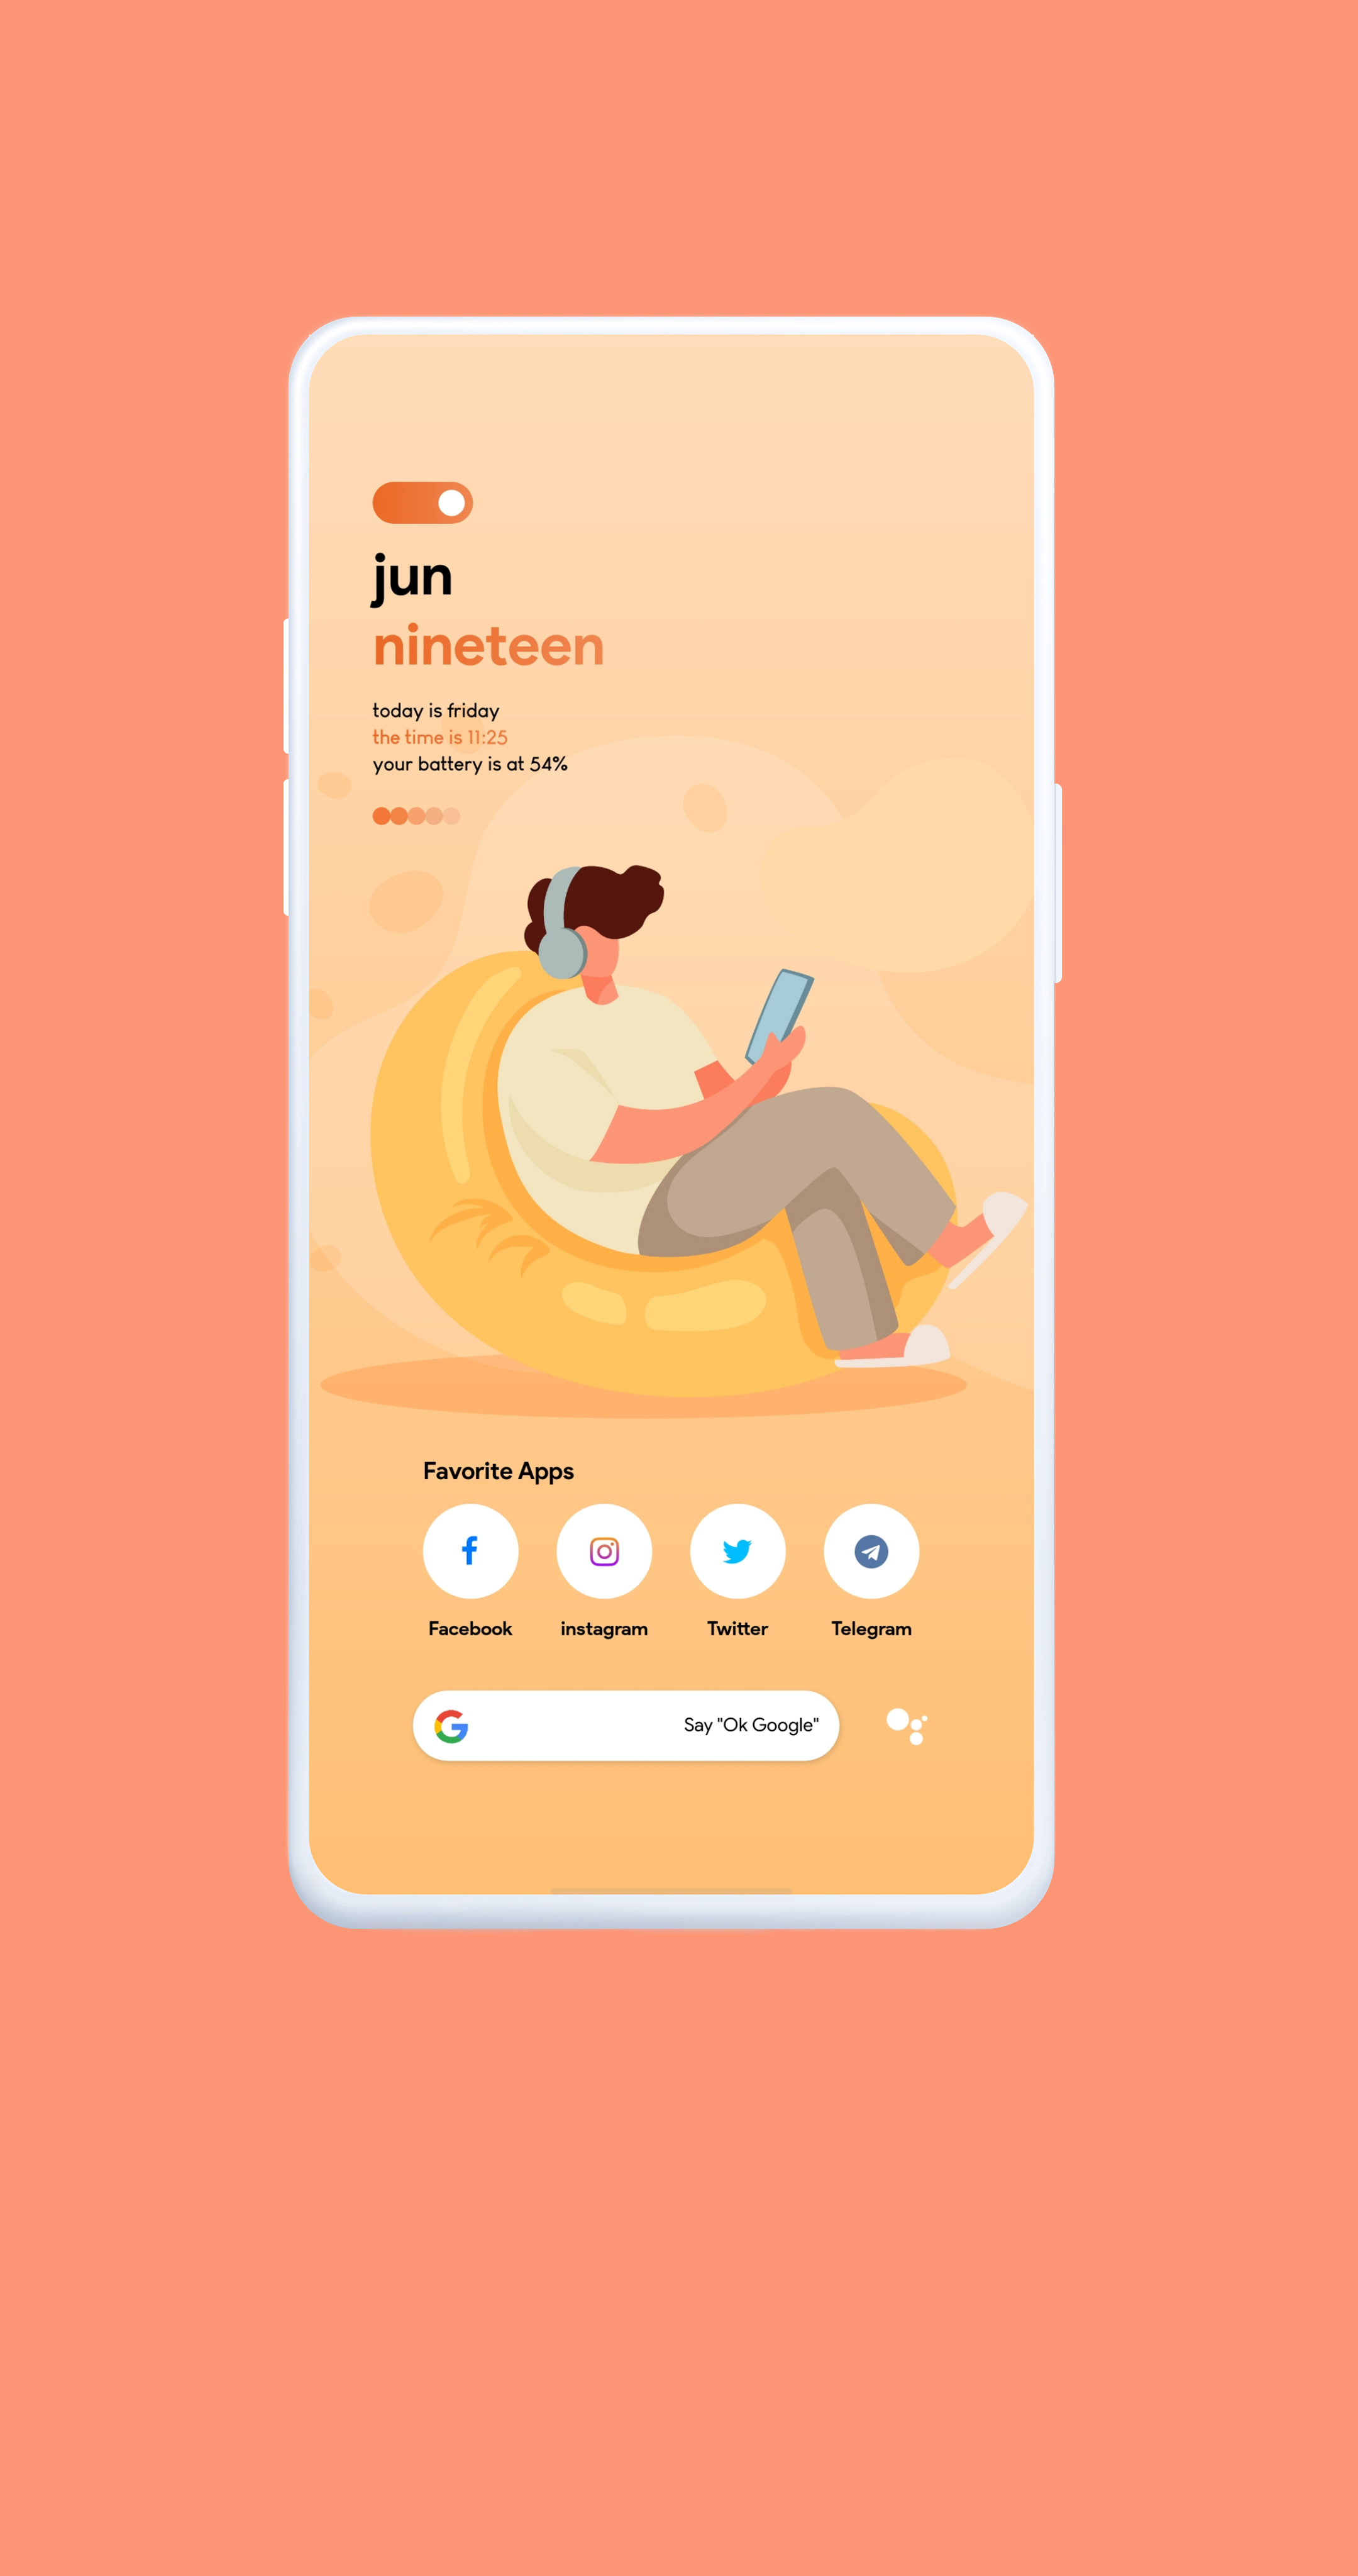 jun
nineteen
today is friday
the time is 11:25
your battery is at 54%
Favorite Apps
Facebook instagram Twitter Telegram
Say "Ok Google"